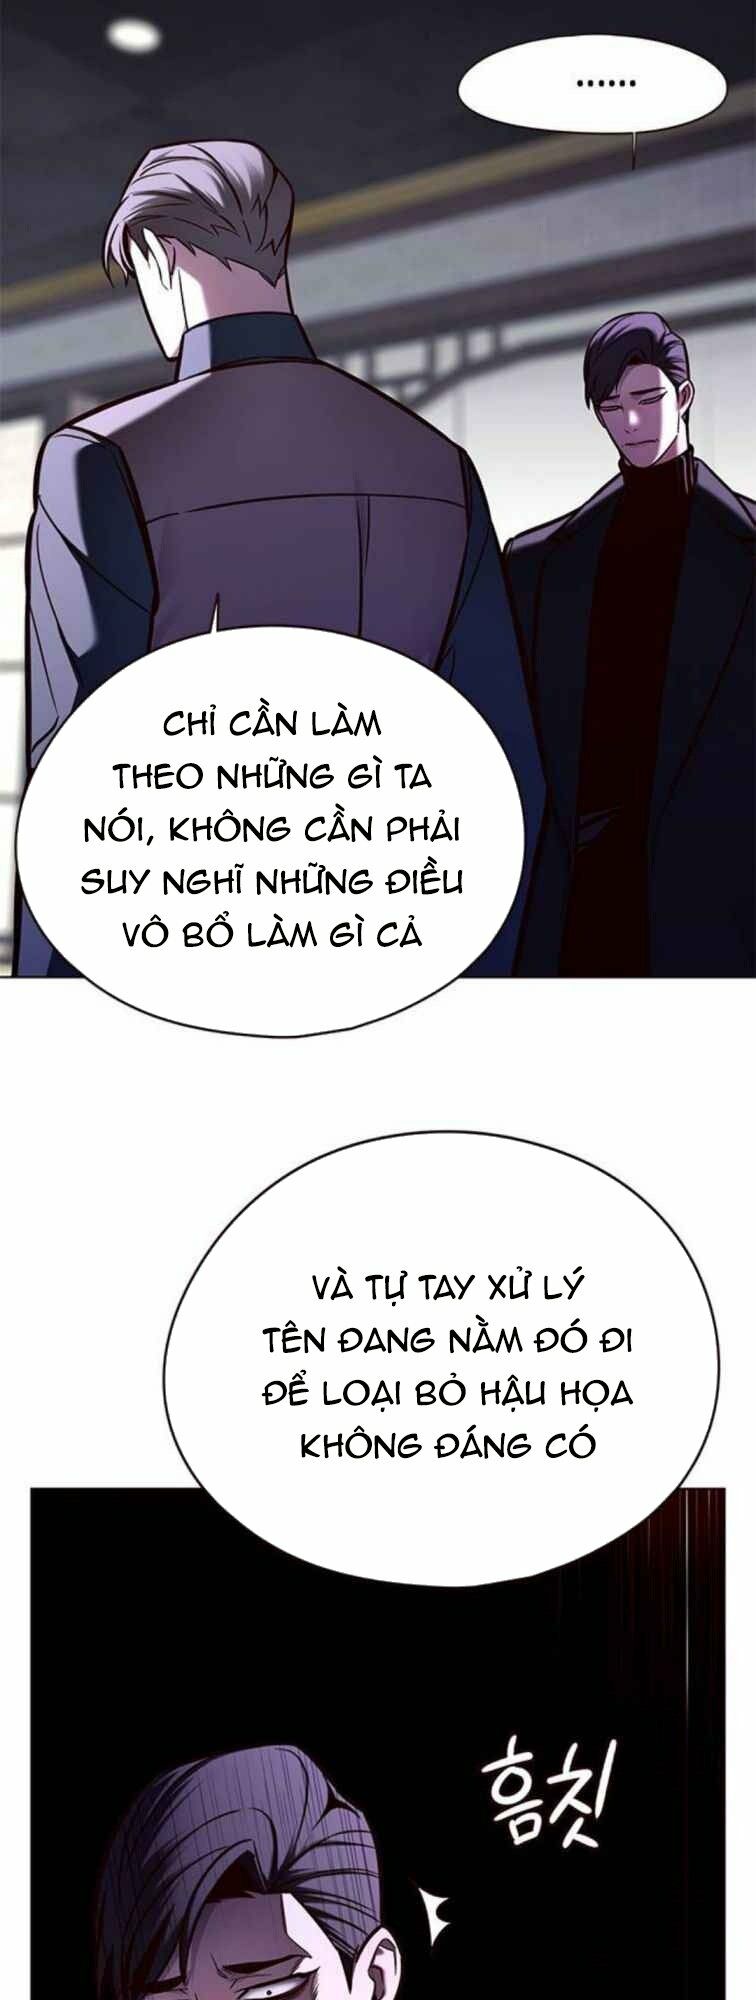 ......
CHỈ CẦN LÀM
THEO NHỮNG GÌ TA
NÓI, KHÔNG CẦN PHẢI
SUY NGHĨ NHỮNG ĐIỀU
VÔ BỔ LÀM GÌ CẢ
VÀ TỰ TAY XỬ LÝ
TÊN ĐANG NẰM ĐÓ ĐI
ĐỂ LOẠI BỎ HẬU HỌA
KHÔNG ĐÁNG CÓ
흠칫